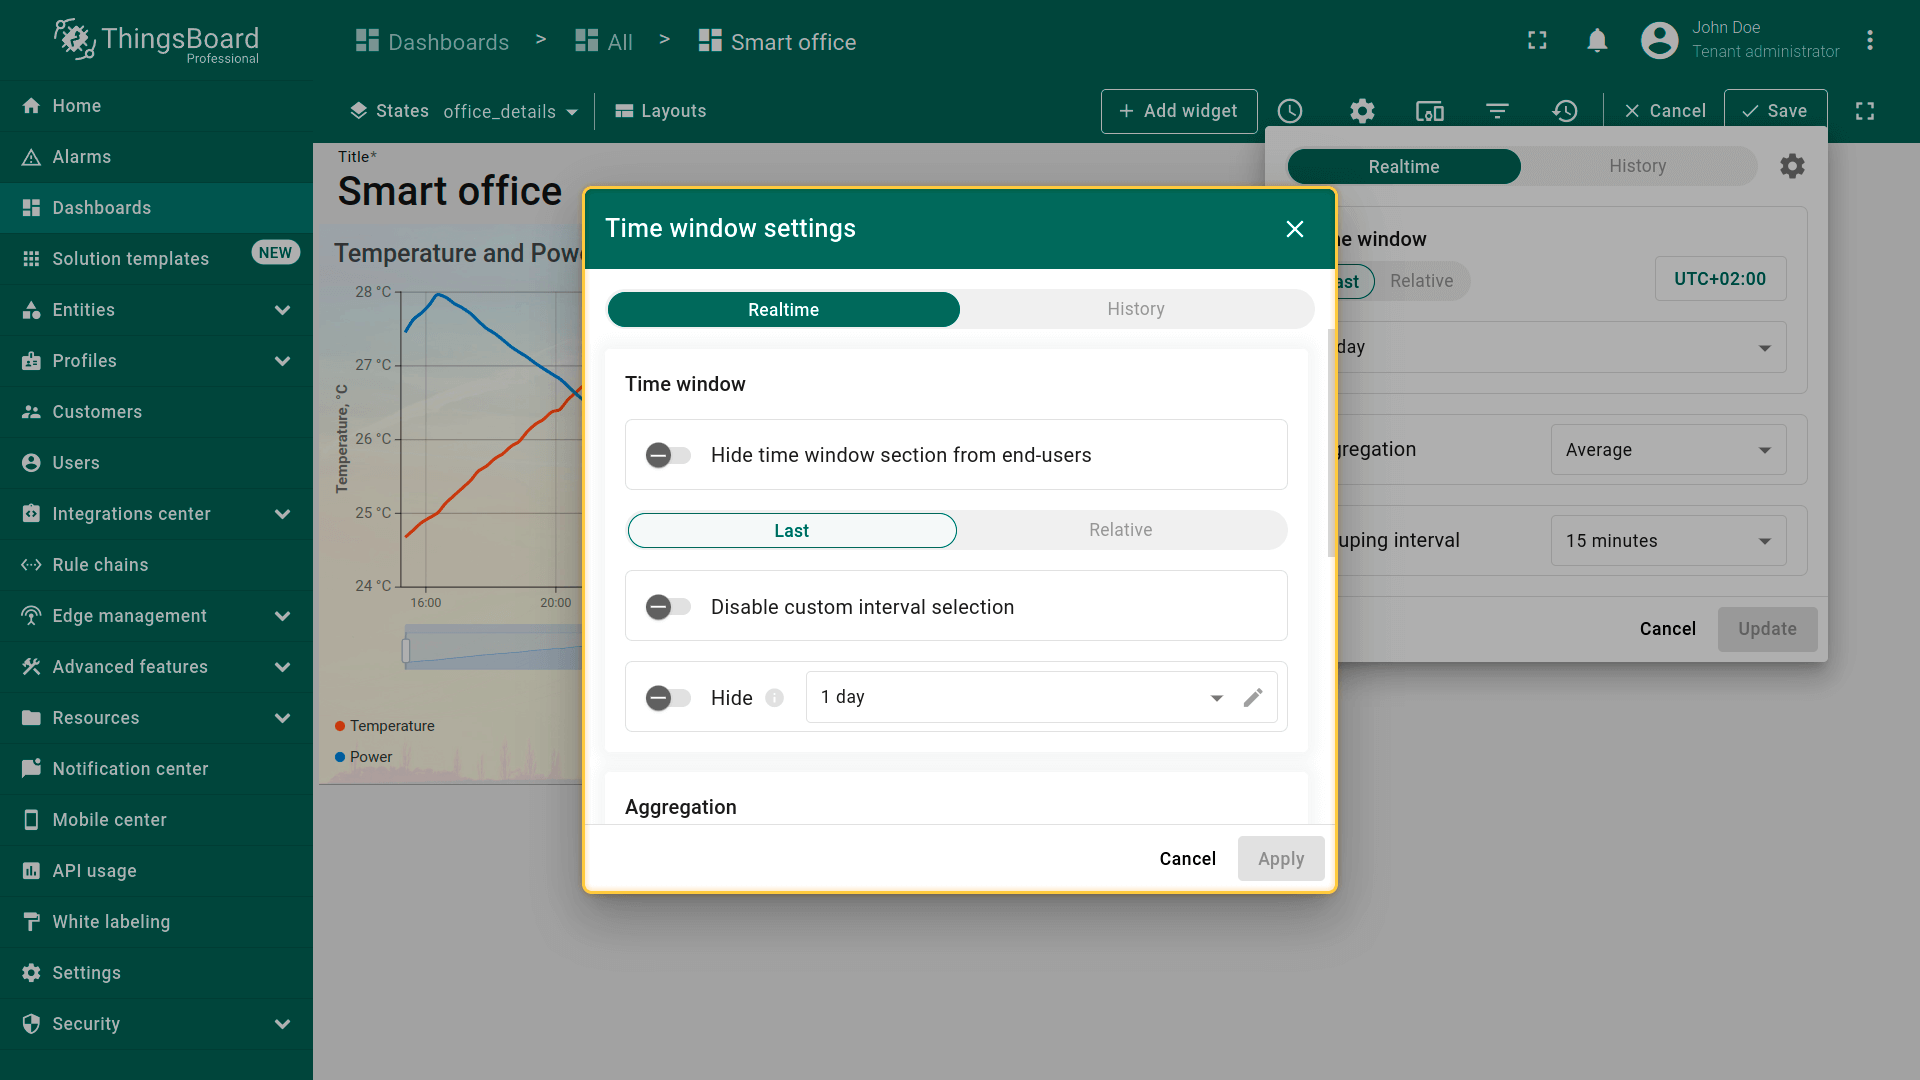 ThingsBoard
Professional
Dashboards > All > Smart office
John Doe
Tenant administrator
Home
Alarms
Dashboards
Solution templates NEW
Entities
Profiles
Customers
Users
Integrations center
Rule chains
Edge management
Advanced features
Resources
Notification center
Mobile center
API usage
White labeling
Settings
Security
States office_details Layouts
Add widget Cancel Save
Title*
Smart office
Temperature and Pow
28 °C
27 °C
26 °C
25 °C
24 °C
Temperature, °C
16:00 20:00
Temperature
Power
Time window settings
Realtime History
Time window
Hide time window section from end-users
Last Relative
Disable custom interval selection
Hide 1 day
Aggregation
Cancel Apply
Realtime History
e window
ast Relative UTC+02:00
day
regation Average
uping interval 15 minutes
Cancel Update